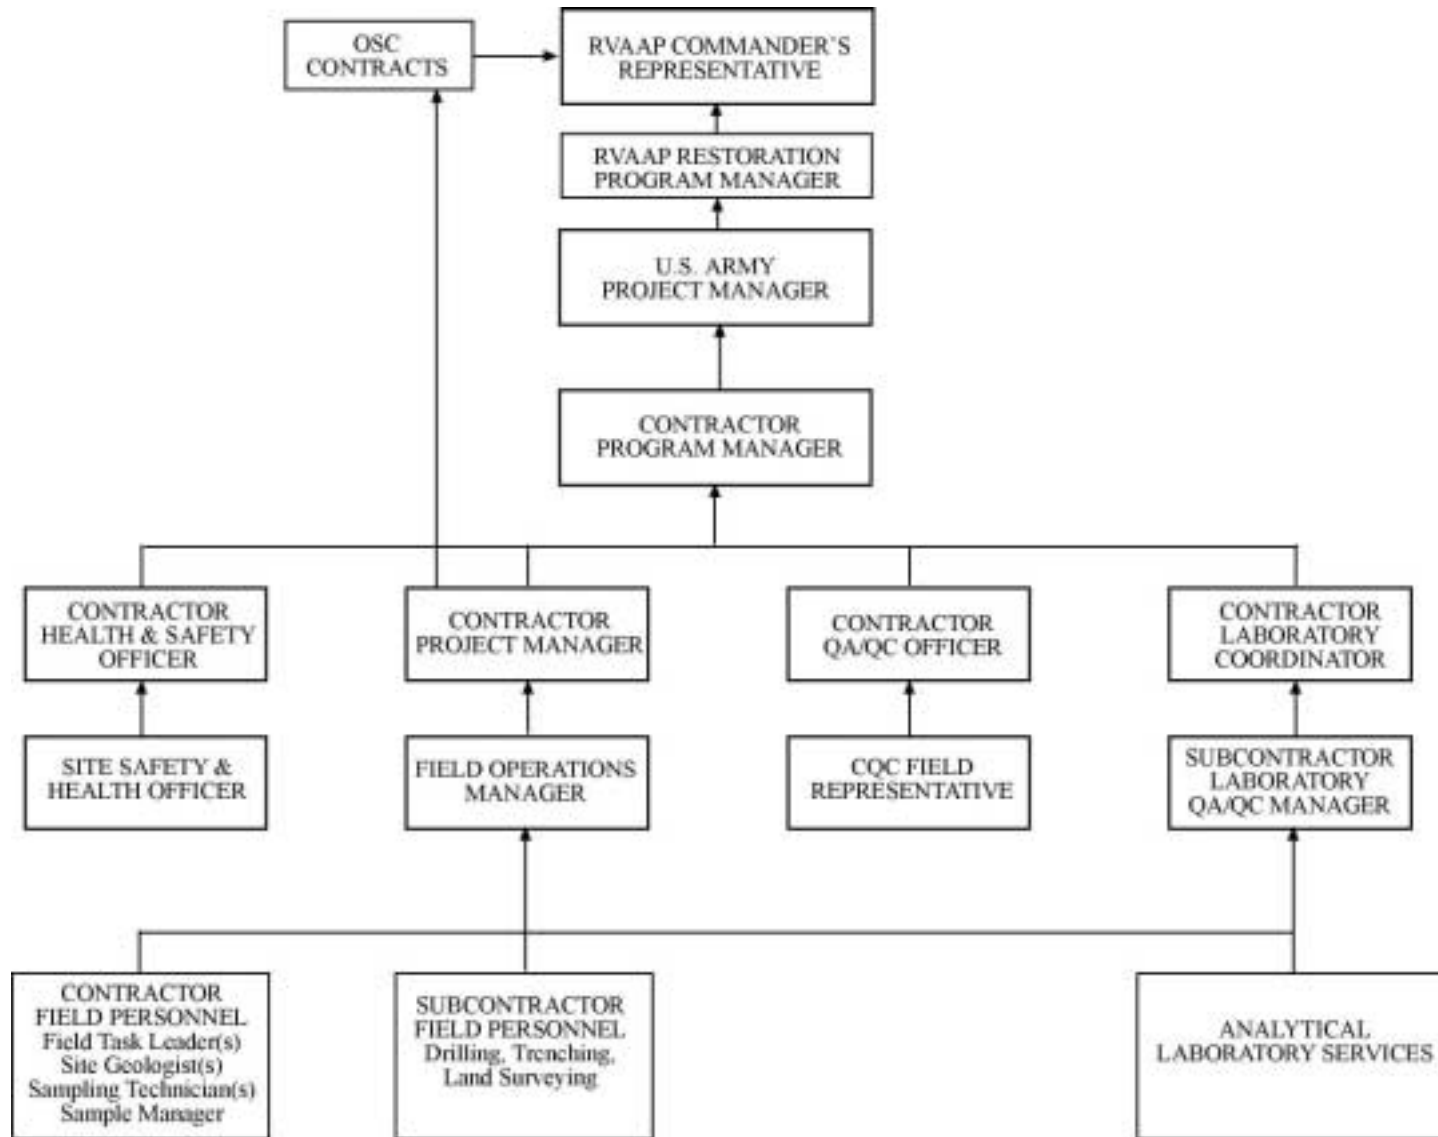 OSC
CONTRACTS
RVAAP COMMANDER'S
REPRESENTATIVE
RVAAP RESTORATION
PROGRAM MANAGER
U.S. ARMY
PROJECT MANAGER
CONTRACTOR
PROGRAM MANAGER
CONTRACTOR
HEALTH & SAFETY
OFFICER
CONTRACTOR
PROJECT MANAGER
CONTRACTOR
QA/QC OFFICER
CONTRACTOR
LABORATORY
COORDINATOR
SITE SAFETY &
HEALTH OFFICER
FIELD OPERATIONS
MANAGER
CQC FIELD
REPRESENTATIVE
SUBCONTRACTOR
LABORATORY
QA/QC MANAGER
CONTRACTOR
FIELD PERSONNEL
Field Task Leader(s)
Site Geologist(s)
Sampling Technician(s)
Sample Manager
SUBCONTRACTOR
FIELD PERSONNEL
Drilling, Trenching,
Land Surveying
ANALYTICAL
LABORATORY SERVICES